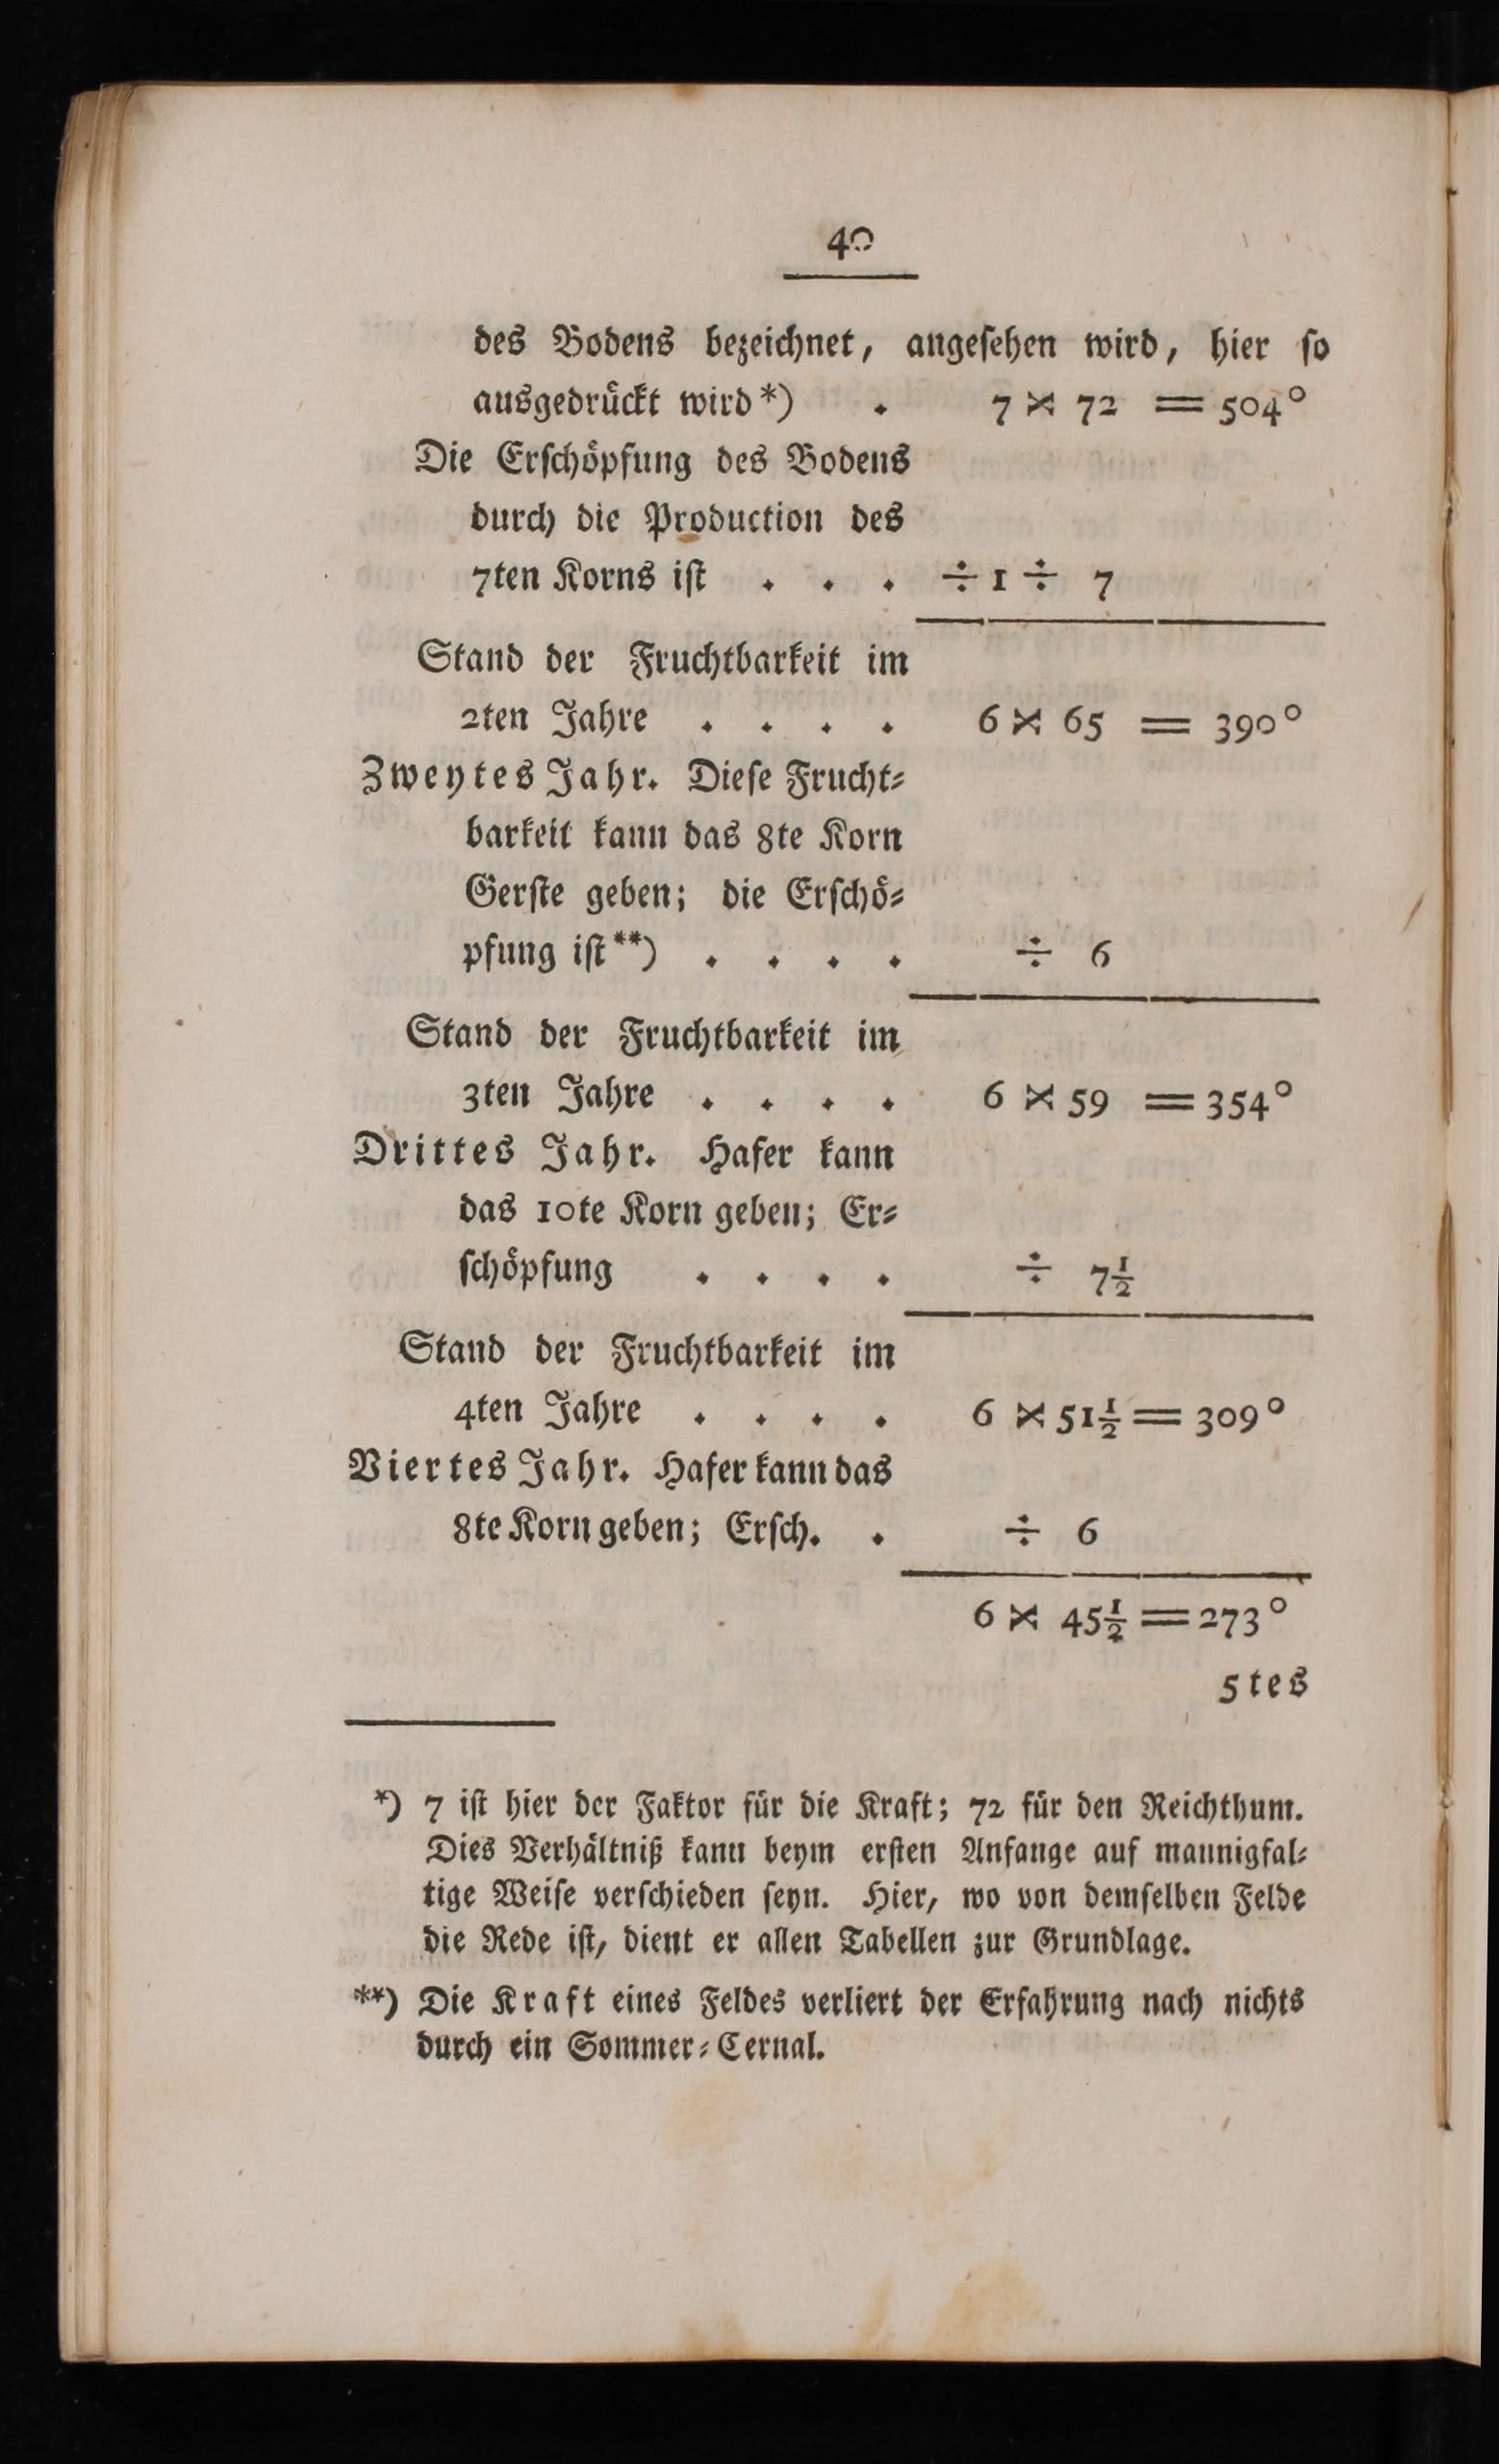 40
des Bodens bezeichnet, angeſehen wird, hier ſo
ausgedrückt wird*) . 7 × 72 = 504°
Die Erſchöpfung des Bodens
durch die Production des
7ten Korns iſt . . . ÷ 1 ÷ 7
Stand der Fruchtbarkeit im
2ten Jahre . . . . 6 × 65 = 390°
Zweytes Jahr. Dieſe Frucht⸗
barkeit kann das 8te Korn
Gerſte geben; die Erſchö⸗
pfung iſt**) . . . . ÷ 6
Stand der Fruchtbarkeit im
3ten Jahre . . . . 6 × 59 = 354°
Drittes Jahr. Hafer kann
das 10te Korn geben; Er⸗
ſchöpfung . . . . ÷ 7½
Stand der Fruchtbarkeit im
4ten Jahre . . . . 6 × 51½ = 309°
Viertes Jahr. Hafer kann das
8te Korn geben; Erſch. . ÷ 6
6 × 45½ = 273°
5tes
*) 7 iſt hier der Faktor für die Kraft; 72 für den Reichthum.
Dies Verhältniß kann beym erſten Anfange auf mannigfal⸗
tige Weiſe verſchieden ſeyn. Hier, wo von demſelben Felde
die Rede iſt, dient er allen Tabellen zur Grundlage.
**) Die Kraft eines Feldes verliert der Erfahrung nach nichts
durch ein Sommer⸗Cernal.